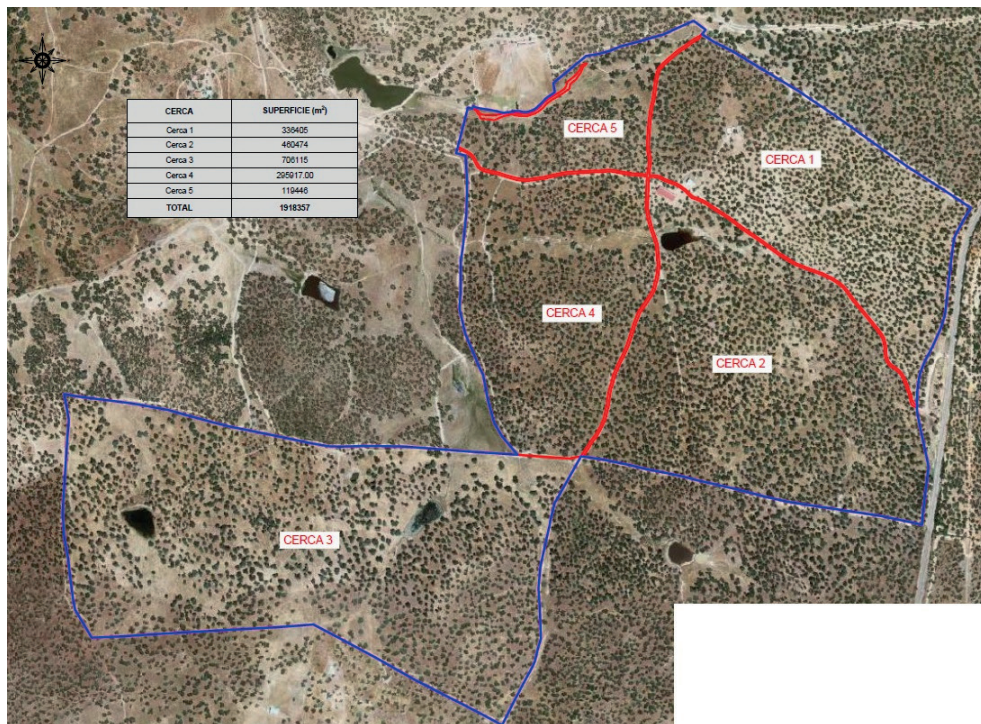 CERCA SUPERFICIE (m²)
Cerca 1 336405
Cerca 2 460474
Cerca 3 706115
Cerca 4 295917.00
Cerca 5 119446
TOTAL 1918357
CERCA 5
CERCA 1
CERCA 4
CERCA 2
CERCA 3